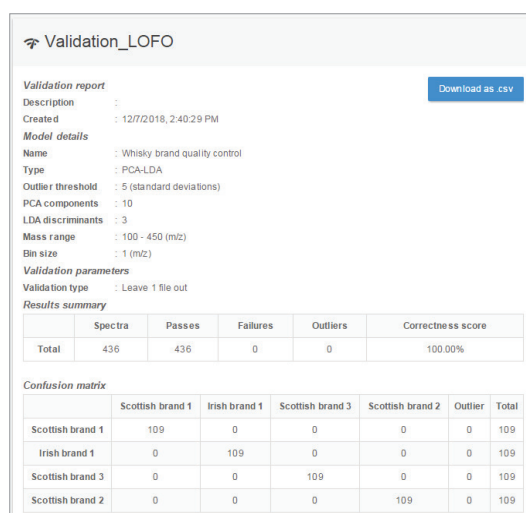 Validation_LOFO
Validation report
Download as .csv
Description :
Created : 12/7/2018, 2:40:29 PM
Model details
Name : Whisky brand quality control
Type : PCA-LDA
Outlier threshold : 5 (standard deviations)
PCA components : 10
LDA discriminants : 3
Mass range : 100 - 450 (m/z)
Bin size : 1 (m/z)
Validation parameters
Validation type : Leave 1 file out
Results summary
Spectra Passes Failures Outliers Correctness score
Total 436 436 0 0 100.00%
Confusion matrix
Scottish brand 1 Irish brand 1 Scottish brand 3 Scottish brand 2 Outlier Total
Scottish brand 1 109 0 0 0 0 109
Irish brand 1 0 109 0 0 0 109
Scottish brand 3 0 0 109 0 0 109
Scottish brand 2 0 0 0 109 0 109